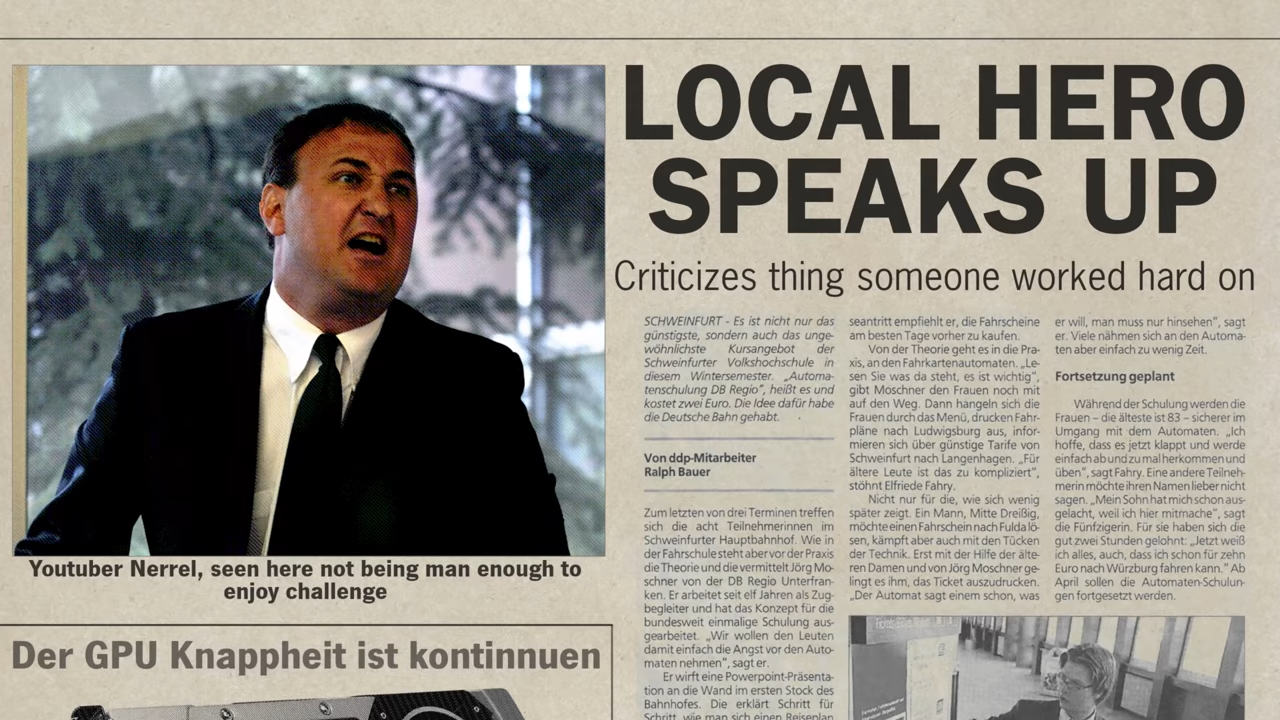 LOCAL HERO
SPEAKS UP
Criticizes thing someone worked hard on
Youtuber Nerrel, seen here not being man enough to
enjoy challenge
Der GPU Knappheit ist kontinnuen
SCHWEINFURT - Es ist nicht nur das
günstigste, sondern auch das unge-
wöhnlichste Kursangebot der
Schweinfurter Volkshochschule in
diesem Wintersemester. „Automa-
tenschulung DB Regio", heißt es und
kostet zwei Euro. Die Idee dafür habe
die Deutsche Bahn gehabt.
Von ddp-Mitarbeiter
Ralph Bauer
Zum letzten von drei Terminen treffen
sich die acht Teilnehmerinnen im
Schweinfurter Hauptbahnhof. Wie in
der Fahrschule steht aber vor der Praxis
die Theorie und die vermittelt Jörg Mo-
schner von der DB Regio Unterfran-
ken. Er arbeitet seit elf Jahren als Zug-
begleiter und hat das Konzept für die
bundesweit einmalige Schulung aus-
gearbeitet. „Wir wollen den Leuten
damit einfach die Angst vor den Auto-
maten nehmen", sagt er.
Er wirft eine Powerpoint-Präsenta-
tion an die Wand im ersten Stock des
Bahnhofes. Die erklärt Schritt für
Schritt, wie man sich einen Reiseplan
seantritt empfiehlt er, die Fahrscheine
am besten Tage vorher zu kaufen.
Von der Theorie geht es in die Pra-
xis, an den Fahrkartenautomaten. „Le-
sen Sie was da steht, es ist wichtig",
gibt Moschner den Frauen noch mit
auf den Weg. Dann hangeln sich die
Frauen durch das Menü, drucken Fahr-
pläne nach Ludwigsburg aus, infor-
mieren sich über günstige Tarife von
Schweinfurt nach Langenhagen. „Für
ältere Leute ist das zu kompliziert",
stöhnt Elfriede Fahry.
Nicht nur für die, wie sich wenig
später zeigt. Ein Mann, Mitte Dreißig,
möchte einen Fahrschein nach Fulda lö-
sen, kämpft aber auch mit den Tücken
der Technik. Erst mit der Hilfe der älte-
ren Damen und von Jörg Moschner ge-
lingt es ihm, das Ticket auszudrucken.
„Der Automat sagt einem schon, was
er will, man muss nur hinsehen", sagt
er. Viele nähmen sich an den Automa-
ten aber einfach zu wenig Zeit.
Fortsetzung geplant
Während der Schulung werden die
Frauen – die älteste ist 83 – sicherer im
Umgang mit dem Automaten. „Ich
hoffe, dass es jetzt klappt und werde
einfach ab und zu mal herkommen und
üben", sagt Fahry. Eine andere Teilneh-
merin möchte ihren Namen lieber nicht
sagen. „Mein Sohn hat mich schon aus-
gelacht, weil ich hier mitmache", sagt
die Fünfzigerin. Für sie haben sich die
gut zwei Stunden gelohnt: „Jetzt weiß
ich alles, auch, dass ich schon für zehn
Euro nach Würzburg fahren kann." Ab
April sollen die Automaten-Schulun-
gen fortgesetzt werden.